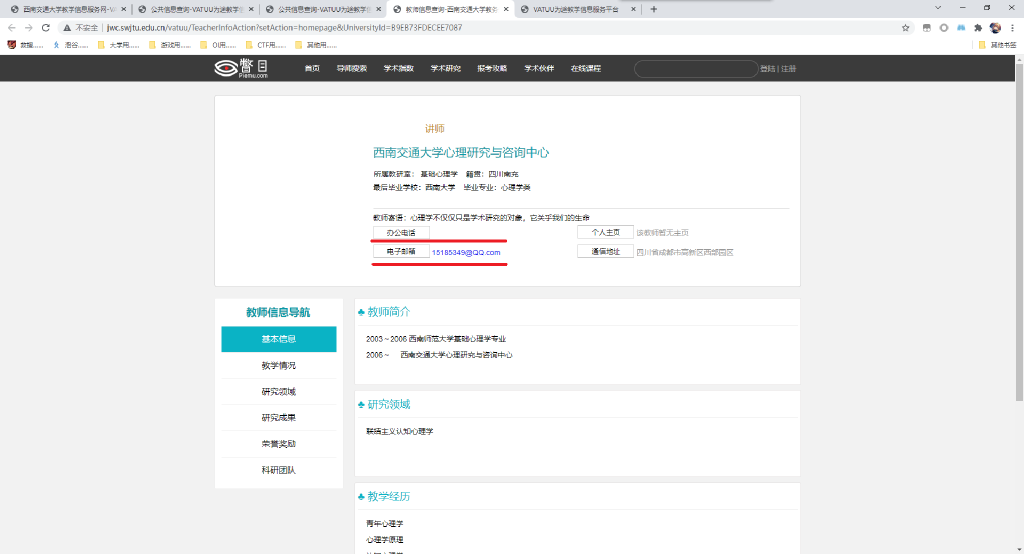 西南交通大学教学信息服务网-V
公共信息查询-VATUU为途教学信
公共信息查询-VATUU为途教学信
教师信息查询-西南交通大学教务
VATUU为途教学信息服务平台
不安全 | jwc.swjtu.edu.cn/vatuu/TeacherInfoAction?setAction=homepage&UniversityId=B9EB73FDECEE7087
大学用……
游戏用……
OI用……
CTF用……
其他用……
其他书签
瞥目
Piemu.com
首页 导师搜索 学术指数 学术研究 报考攻略 学术伙伴 在线课程
登陆 | 注册
讲师
西南交通大学心理研究与咨询中心
所属教研室： 基础心理学 籍贯：四川南充
最后毕业学校：西南大学 毕业专业：心理学类
教师寄语：心理学不仅仅只是学术研究的对象，它关乎我们的生命
办公电话
个人主页 该教师暂无主页
电子邮箱 15185349@QQ.com
通信地址 四川省成都市高新区西部园区
教师信息导航
基本信息
教学情况
研究领域
研究成果
荣誉奖励
科研团队
♣ 教师简介
2003～2006 西南师范大学基础心理学专业
2006～ 西南交通大学心理研究与咨询中心
♣ 研究领域
联结主义认知心理学
♣ 教学经历
青年心理学
心理学原理